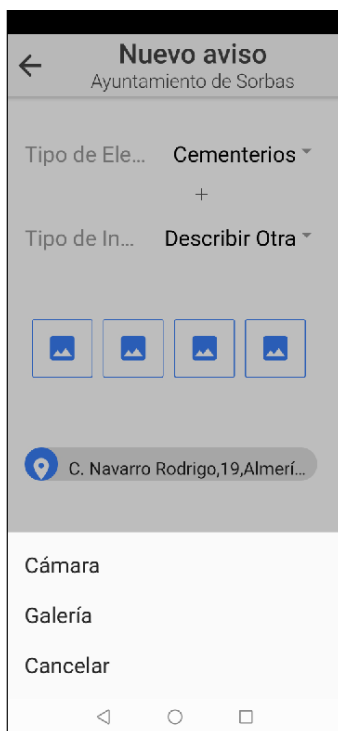 Nuevo aviso
Ayuntamiento de Sorbas
Tipo de Ele... Cementerios
+
Tipo de In... Describir Otra
C. Navarro Rodrigo,19,Almerí...
Cámara
Galería
Cancelar